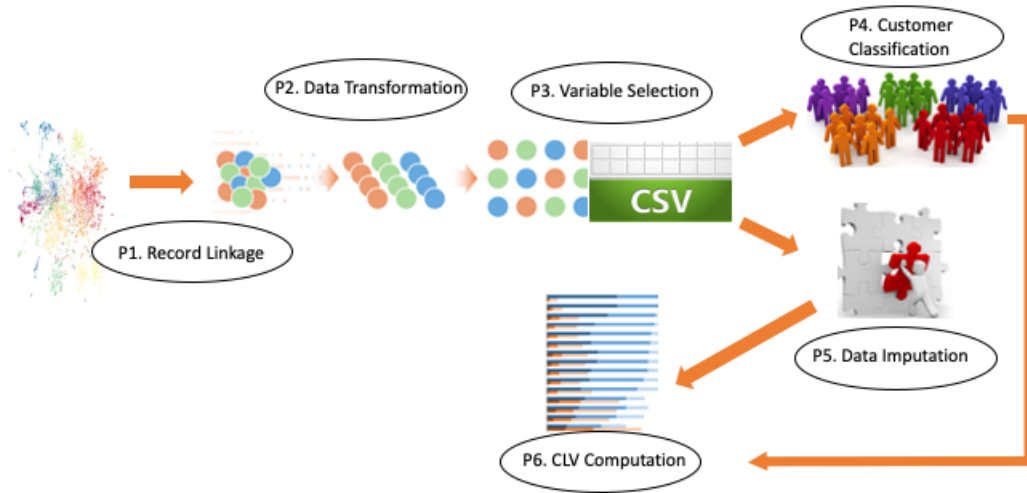 P4. Customer
Classification
P2. Data Transformation
P3. Variable Selection
CSV
P1. Record Linkage
P5. Data Imputation
P6. CLV Computation